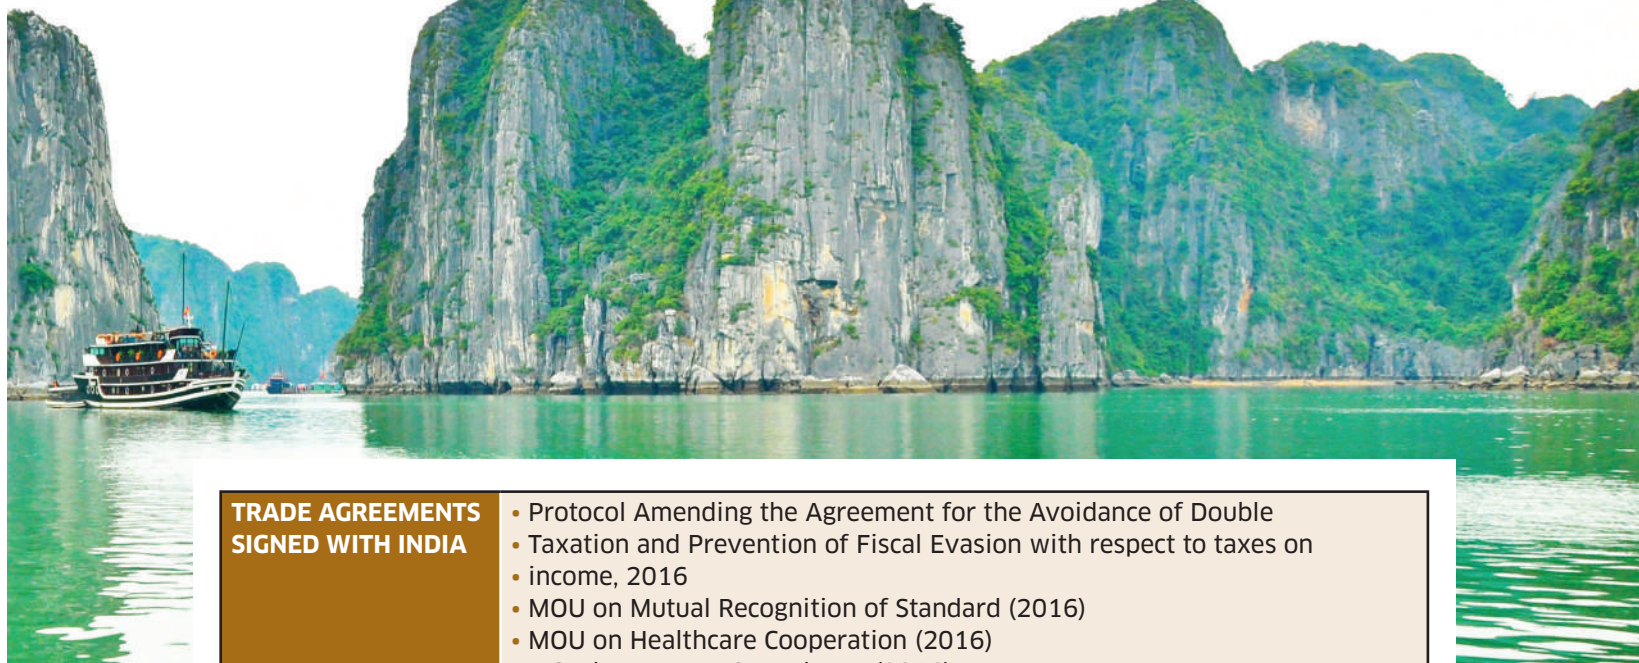 TRADE AGREEMENTS
SIGNED WITH INDIA
• Protocol Amending the Agreement for the Avoidance of Double
• Taxation and Prevention of Fiscal Evasion with respect to taxes on
• income, 2016
• MOU on Mutual Recognition of Standard (2016)
• MOU on Healthcare Cooperation (2016)